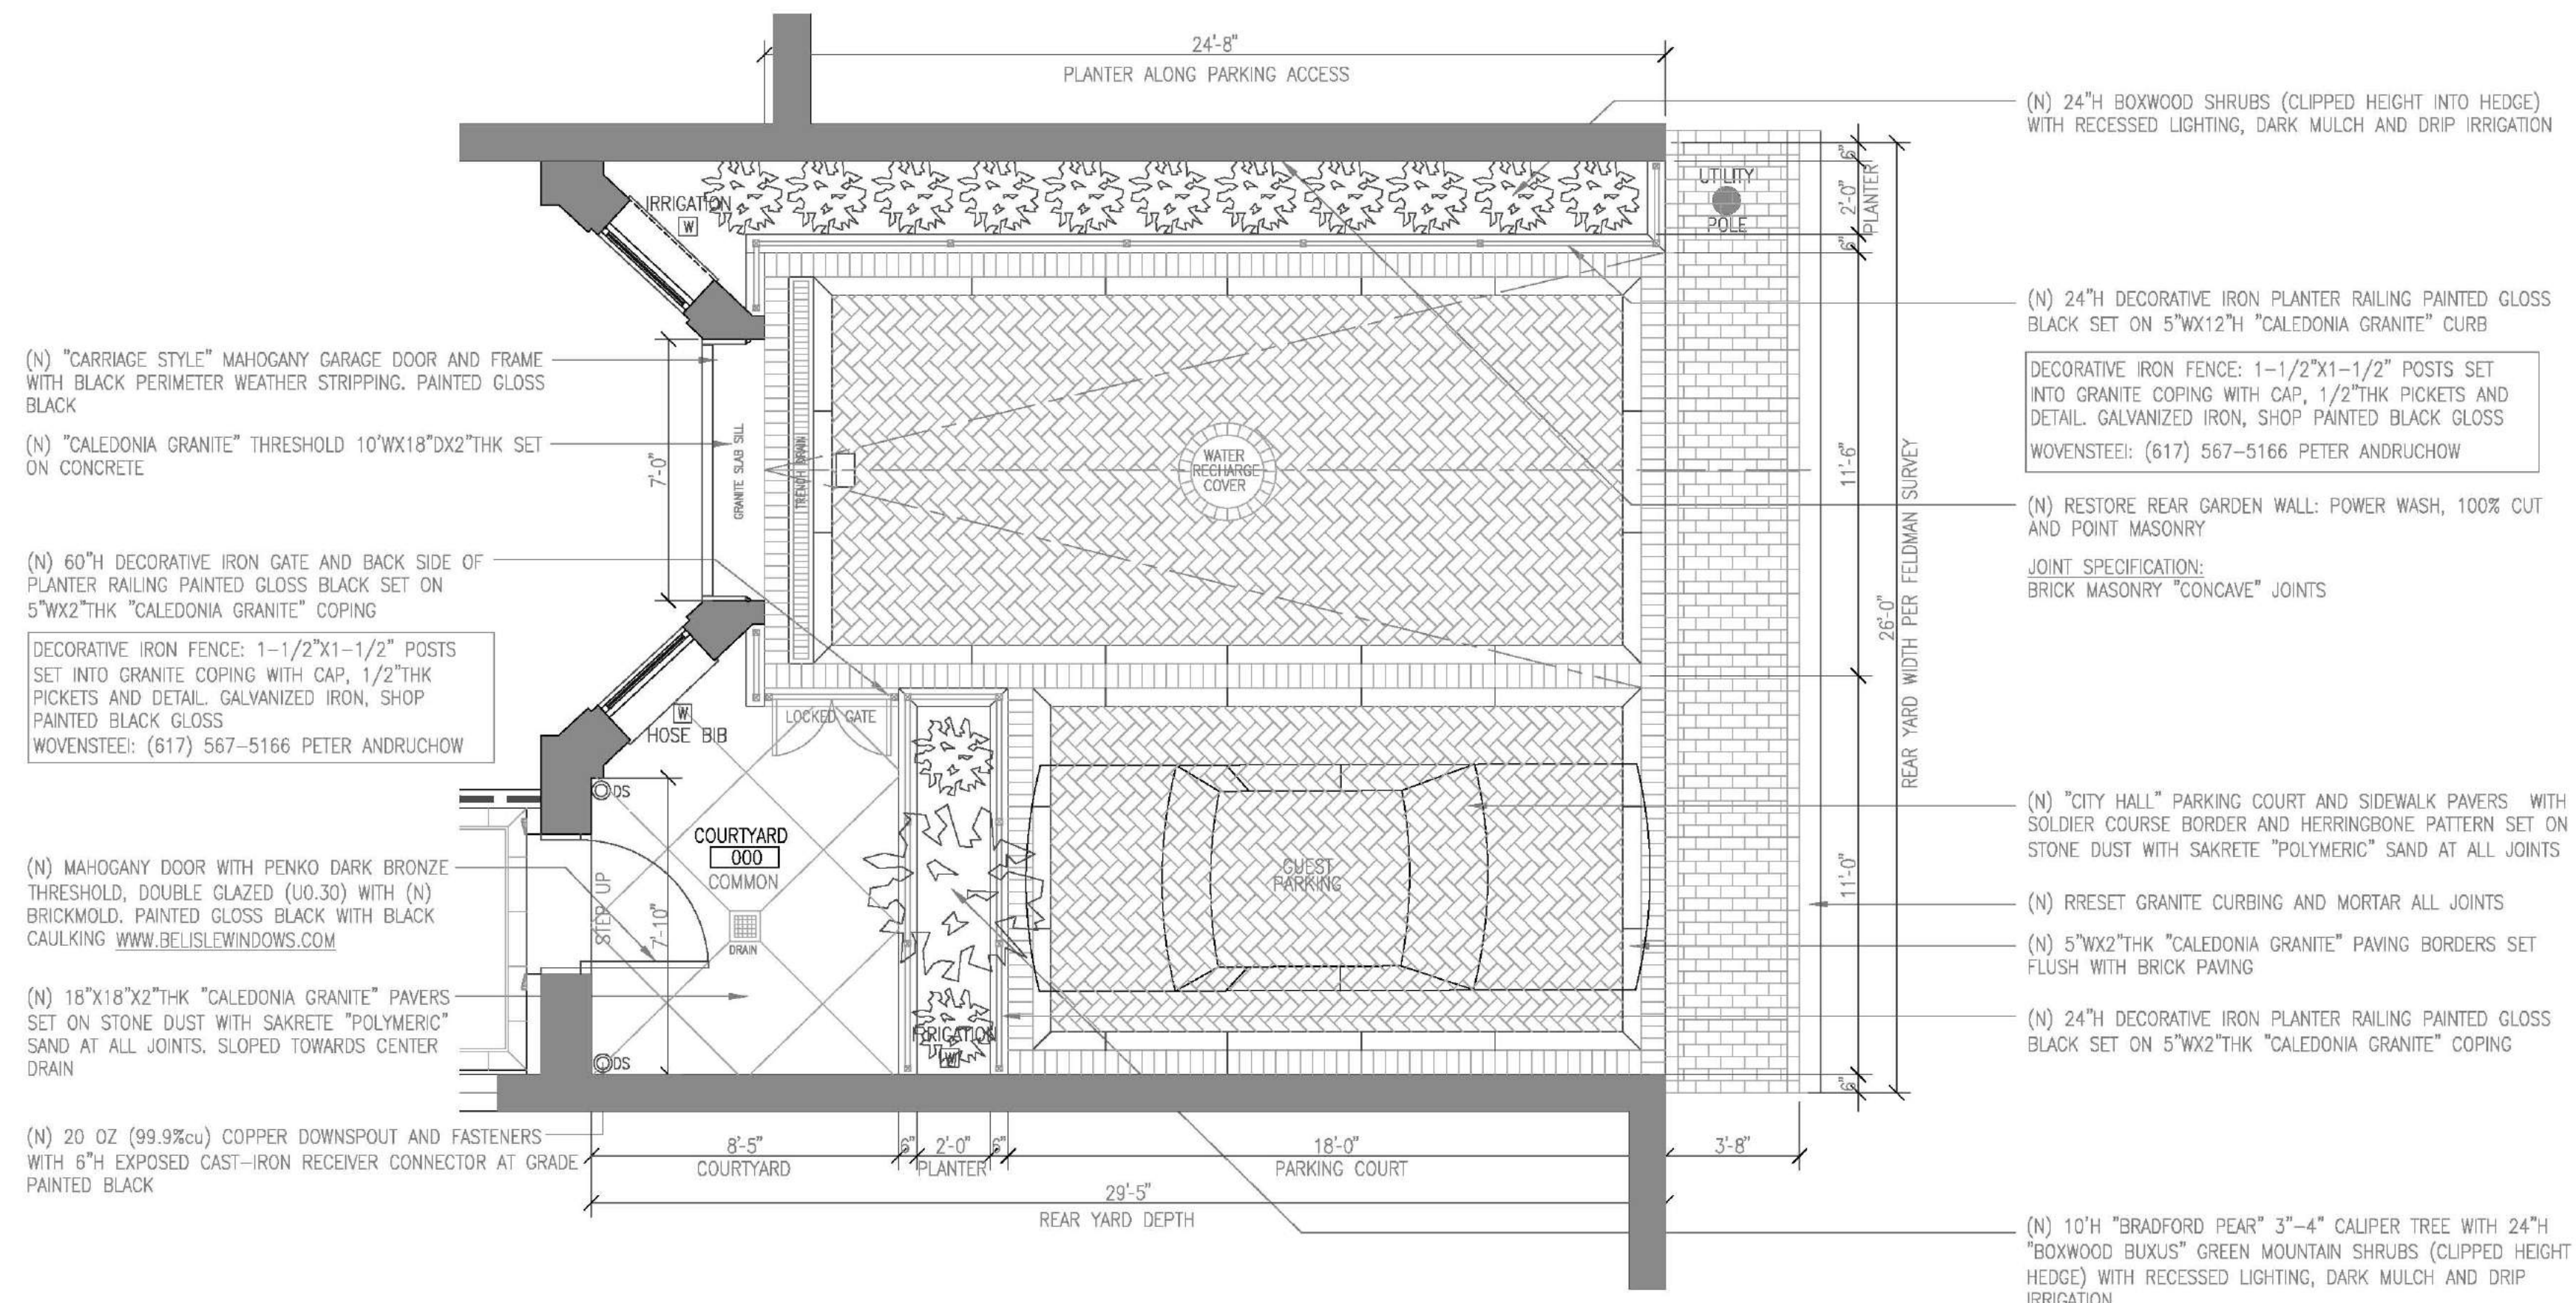 24'-8"
PLANTER ALONG PARKING ACCESS
(N) "CARRIAGE STYLE" MAHOGANY GARAGE DOOR AND FRAME
WITH BLACK PERIMETER WEATHER STRIPPING. PAINTED GLOSS
BLACK
(N) "CALEDONIA GRANITE" THRESHOLD 10'WX18"DX2"THK SET
ON CONCRETE
(N) 60"H DECORATIVE IRON GATE AND BACK SIDE OF
PLANTER RAILING PAINTED GLOSS BLACK SET ON
5"WX2"THK "CALEDONIA GRANITE" COPING
DECORATIVE IRON FENCE: 1-1/2"X1-1/2" POSTS
SET INTO GRANITE COPING WITH CAP, 1/2"THK
PICKETS AND DETAIL. GALVANIZED IRON, SHOP
PAINTED BLACK GLOSS
WOVENSTEEl: (617) 567-5166 PETER ANDRUCHOW
(N) MAHOGANY DOOR WITH PENKO DARK BRONZE
THRESHOLD, DOUBLE GLAZED (U0.30) WITH (N)
BRICKMOLD. PAINTED GLOSS BLACK WITH BLACK
CAULKING WWW.BELISLEWINDOWS.COM
(N) 18"X18"X2"THK "CALEDONIA GRANITE" PAVERS
SET ON STONE DUST WITH SAKRETE "POLYMERIC"
SAND AT ALL JOINTS. SLOPED TOWARDS CENTER
DRAIN
(N) 20 OZ (99.9%cu) COPPER DOWNSPOUT AND FASTENERS
WITH 6"H EXPOSED CAST-IRON RECEIVER CONNECTOR AT GRADE
PAINTED BLACK
IRRIGATION
W
7'-0"
GRANITE SLAB SILL
TRENCH DRAIN
WATER
RECHARGE
COVER
LOCKED GATE
W
HOSE BIB
DS
COURTYARD
000
COMMON
STEP UP
7'-10"
DRAIN
DS
IRRIGATION
W
GUEST
PARKING
UTILITY
POLE
6"
2'-0"
PLANTER
6"
11'-6"
26'-0"
REAR YARD WIDTH PER FELDMAN SURVEY
11'-0"
6"
8'-5"
COURTYARD
6"
2'-0"
PLANTER
6"
18'-0"
PARKING COURT
3'-8"
29'-5"
REAR YARD DEPTH
(N) 24"H BOXWOOD SHRUBS (CLIPPED HEIGHT INTO HEDGE)
WITH RECESSED LIGHTING, DARK MULCH AND DRIP IRRIGATION
(N) 24"H DECORATIVE IRON PLANTER RAILING PAINTED GLOSS
BLACK SET ON 5"WX12"H "CALEDONIA GRANITE" CURB
DECORATIVE IRON FENCE: 1-1/2"X1-1/2" POSTS SET
INTO GRANITE COPING WITH CAP, 1/2"THK PICKETS AND
DETAIL. GALVANIZED IRON, SHOP PAINTED BLACK GLOSS
WOVENSTEEl: (617) 567-5166 PETER ANDRUCHOW
(N) RESTORE REAR GARDEN WALL: POWER WASH, 100% CUT
AND POINT MASONRY
JOINT SPECIFICATION:
BRICK MASONRY "CONCAVE" JOINTS
(N) "CITY HALL" PARKING COURT AND SIDEWALK PAVERS WITH
SOLDIER COURSE BORDER AND HERRINGBONE PATTERN SET ON
STONE DUST WITH SAKRETE "POLYMERIC" SAND AT ALL JOINTS
(N) RRESET GRANITE CURBING AND MORTAR ALL JOINTS
(N) 5"WX2"THK "CALEDONIA GRANITE" PAVING BORDERS SET
FLUSH WITH BRICK PAVING
(N) 24"H DECORATIVE IRON PLANTER RAILING PAINTED GLOSS
BLACK SET ON 5"WX2"THK "CALEDONIA GRANITE" COPING
(N) 10'H "BRADFORD PEAR" 3"-4" CALIPER TREE WITH 24"H
"BOXWOOD BUXUS" GREEN MOUNTAIN SHRUBS (CLIPPED HEIGHT
HEDGE) WITH RECESSED LIGHTING, DARK MULCH AND DRIP
IRRIGATION